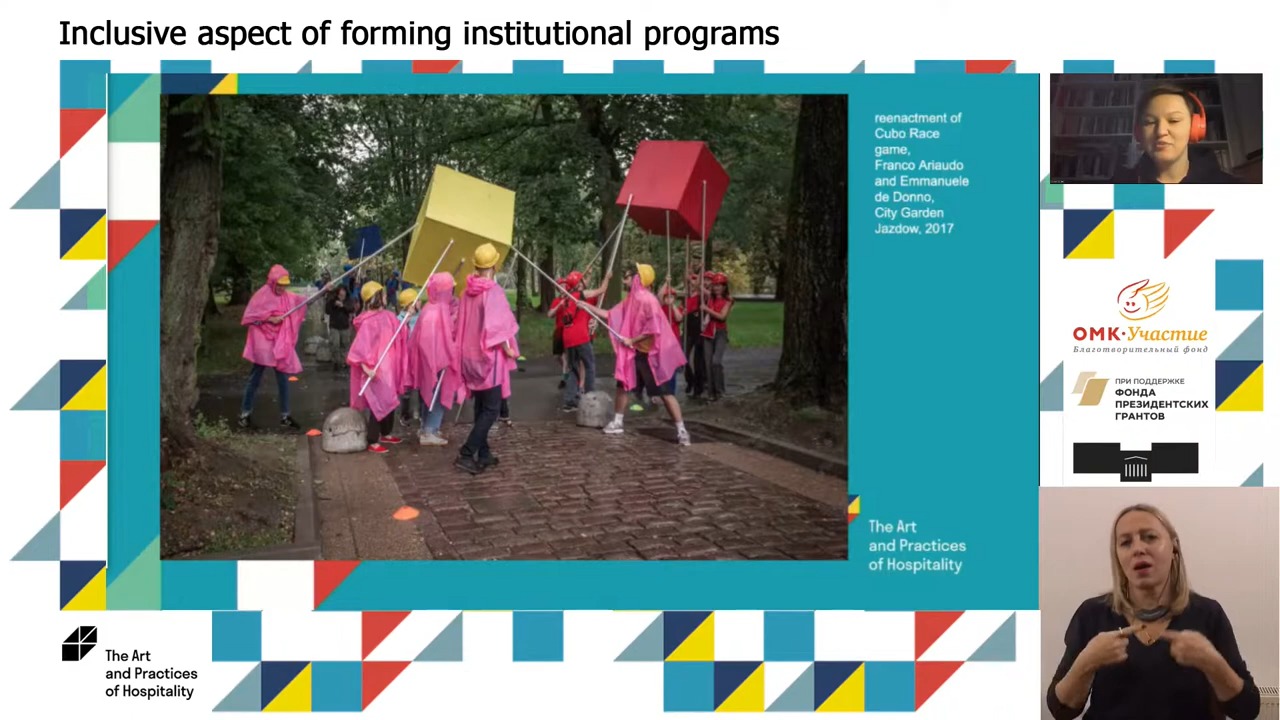 Inclusive aspect of forming institutional programs
reenactment of
Cubo Race
game,
Franco Ariaudo
and Emmanuele
de Donno,
City Garden
Jazdow, 2017
The Art
and Practices
of Hospitality
ОМК·Участие
Благотворительный фонд
ПРИ ПОДДЕРЖКЕ
ФОНДА
ПРЕЗИДЕНТСКИХ
ГРАНТОВ
The Art
and Practices
of Hospitality